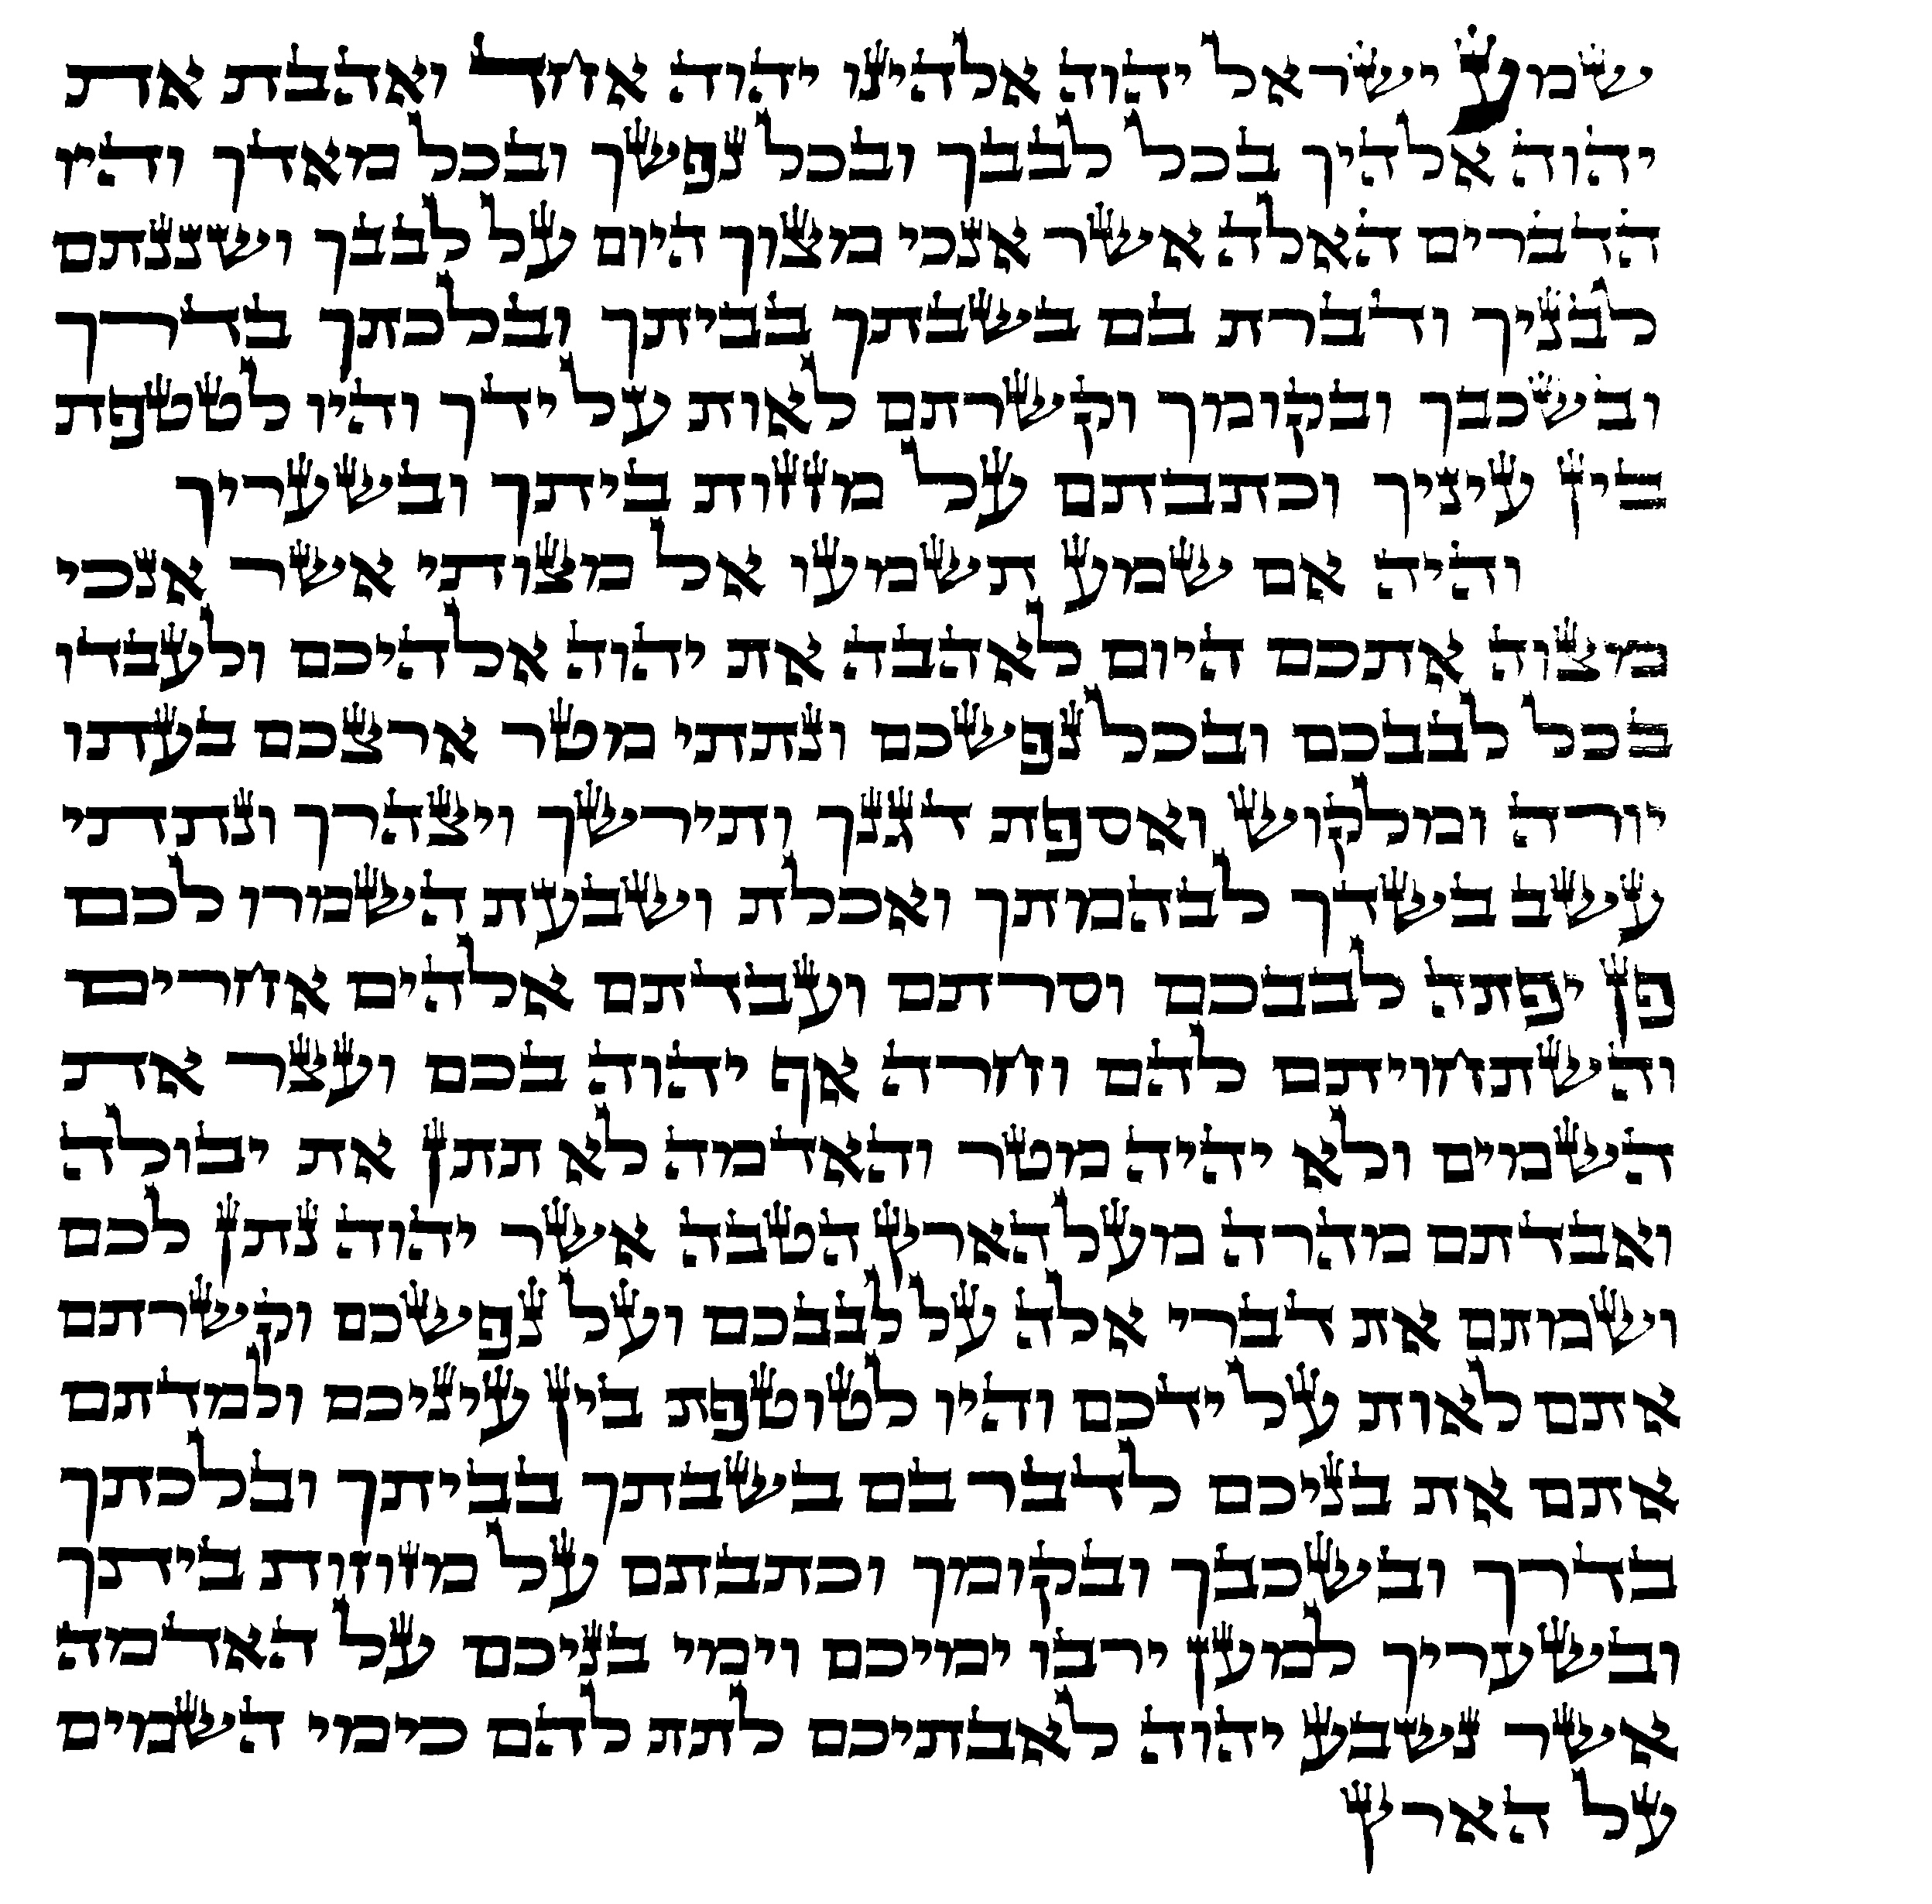 שמע ישראל יהוה אלהינו יהוה אחד ואהבת את
יהוה אלהיך בכל לבבך ובכל נפשך ובכל מאדך והיו
הדברים האלה אשר אנכי מצוך היום על לבבך ושננתם
לבניך ודברת בם בשבתך בביתך ובלכתך בדרך
ובשכבך ובקומך וקשרתם לאות על ידך והיו לטטפת
בין עיניך וכתבתם על מזזות ביתך ובשעריך
והיה אם שמע תשמעו אל מצותי אשר אנכי
מצוה אתכם היום לאהבה את יהוה אלהיכם ולעבדו
בכל לבבכם ובכל נפשכם ונתתי מטר ארצכם בעתו
יורה ומלקוש ואספת דגנך ותירשך ויצהרך ונתתי
עשב בשדך לבהמתך ואכלת ושבעת השמרו לכם
פן יפתה לבבכם וסרתם ועבדתם אלהים אחרים
והשתחויתם להם וחרה אף יהוה בכם ועצר את
השמים ולא יהיה מטר והאדמה לא תתן את יבולה
ואבדתם מהרה מעל הארץ הטבה אשר יהוה נתן לכם
ושמתם את דברי אלה על לבבכם ועל נפשכם וקשרתם
אתם לאות על ידכם והיו לטוטפת בין עיניכם ולמדתם
אתם את בניכם לדבר בם בשבתך בביתך ובלכתך
בדרך ובשכבך ובקומך וכתבתם על מזוזות ביתך
ובשעריך למען ירבו ימיכם וימי בניכם על האדמה
אשר נשבע יהוה לאבתיכם לתת להם כימי השמים
על הארץ